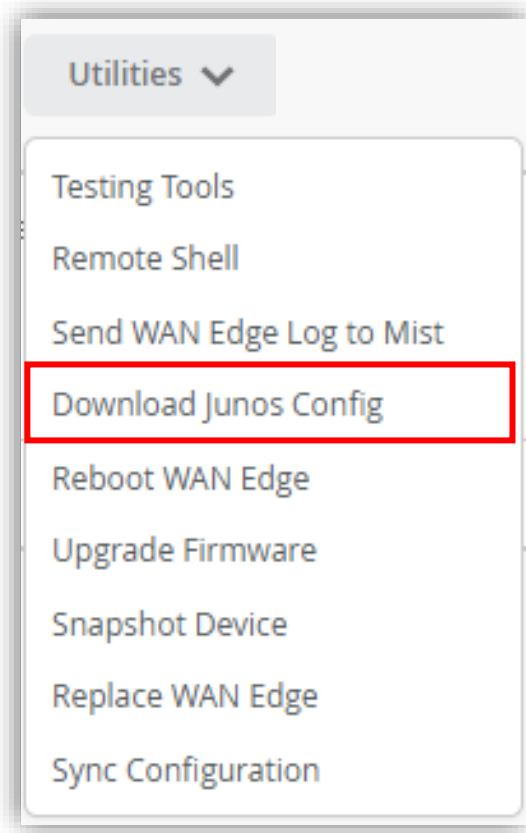 Utilities
Testing Tools
Remote Shell
Send WAN Edge Log to Mist
Download Junos Config
Reboot WAN Edge
Upgrade Firmware
Snapshot Device
Replace WAN Edge
Sync Configuration